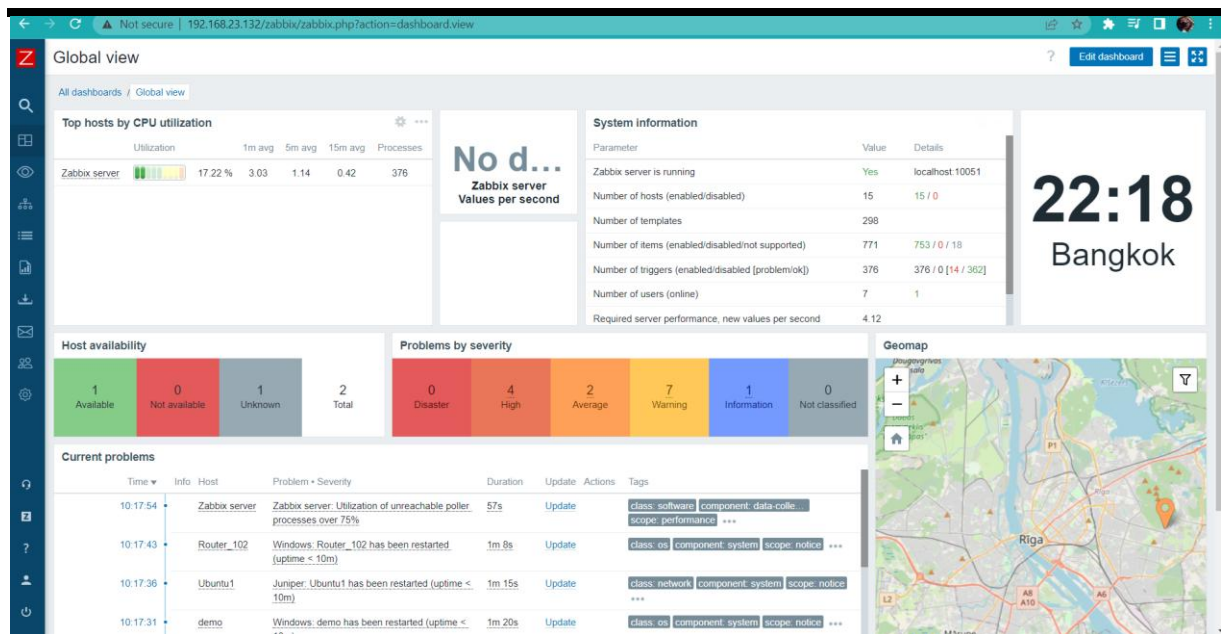 Not secure | 192.168.23.132/zabbix/zabbix.php?action=dashboard.view
Z
Global view
? Edit dashboard
All dashboards / Global view
Top hosts by CPU utilization
Utilization 1m avg 5m avg 15m avg Processes
Zabbix server 17.22 % 3.03 1.14 0.42 376
No d...
Zabbix server
Values per second
System information
Parameter Value Details
Zabbix server is running Yes localhost:10051
Number of hosts (enabled/disabled) 15 15 / 0
Number of templates 298
Number of items (enabled/disabled/not supported) 771 753 / 0 / 18
Number of triggers (enabled/disabled [problem/ok]) 376 376 / 0 [14 / 362]
Number of users (online) 7 1
Required server performance, new values per second 4.12
22:18
Bangkok
Host availability
1 Available
0 Not available
1 Unknown
2 Total
Problems by severity
0 Disaster
4 High
2 Average
7 Warning
1 Information
0 Not classified
Geomap
+
−
P1
Rīga
Rīga
L2
A8
A10
A6
Current problems
Time Info Host Problem • Severity Duration Update Actions Tags
10:17:54 Zabbix server Zabbix server: Utilization of unreachable poller 57s Update class: software component: data-colle...
processes over 75% scope: performance •••
10:17:43 Router_102 Windows: Router_102 has been restarted 1m 8s Update class: os component: system scope: notice •••
(uptime < 10m)
10:17:36 Ubuntu1 Juniper: Ubuntu1 has been restarted (uptime < 1m 15s Update class: network component: system scope: notice
10m) •••
10:17:31 demo Windows: demo has been restarted (uptime < 1m 20s Update class: os component: system scope: notice •••
Z
?